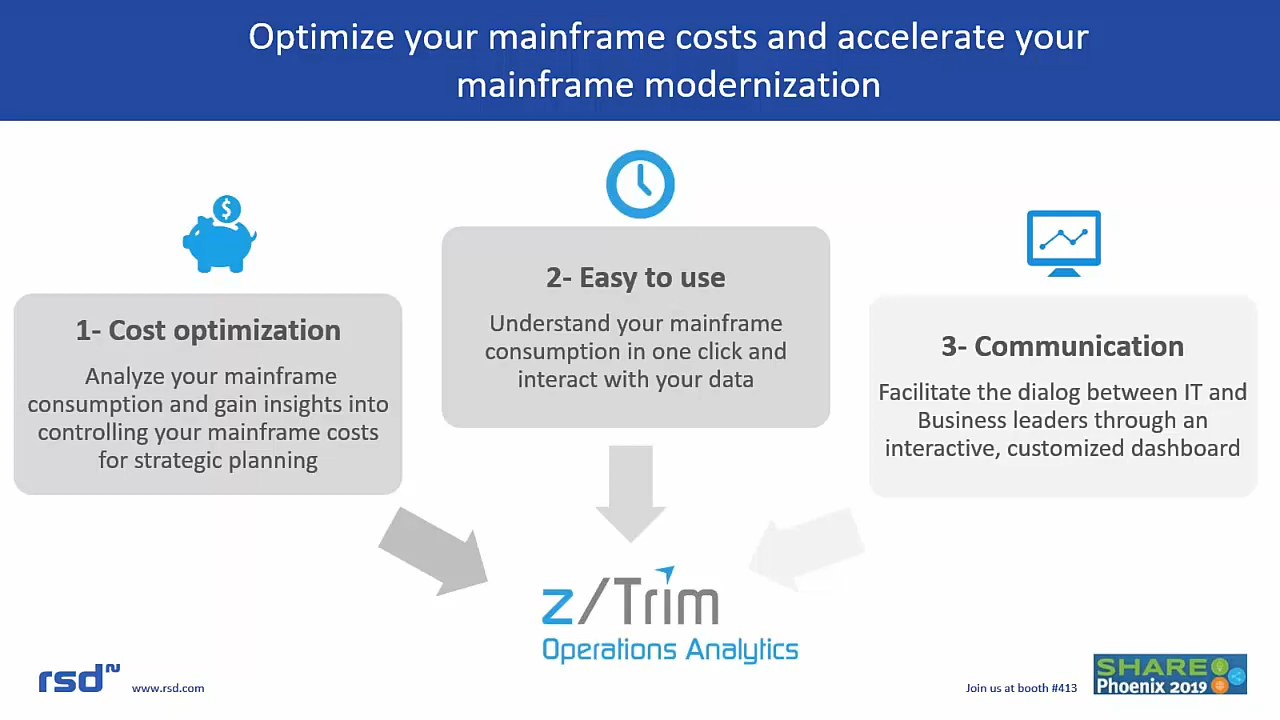 Optimize your mainframe costs and accelerate your
mainframe modernization
$
1- Cost optimization
Analyze your mainframe
consumption and gain insights into
controlling your mainframe costs
for strategic planning
2- Easy to use
Understand your mainframe
consumption in one click and
interact with your data
3- Communication
Facilitate the dialog between IT and
Business leaders through an
interactive, customized dashboard
z/Trim
Operations Analytics
rsd
www.rsd.com
Join us at booth #413
SHARE
Phoenix 2019